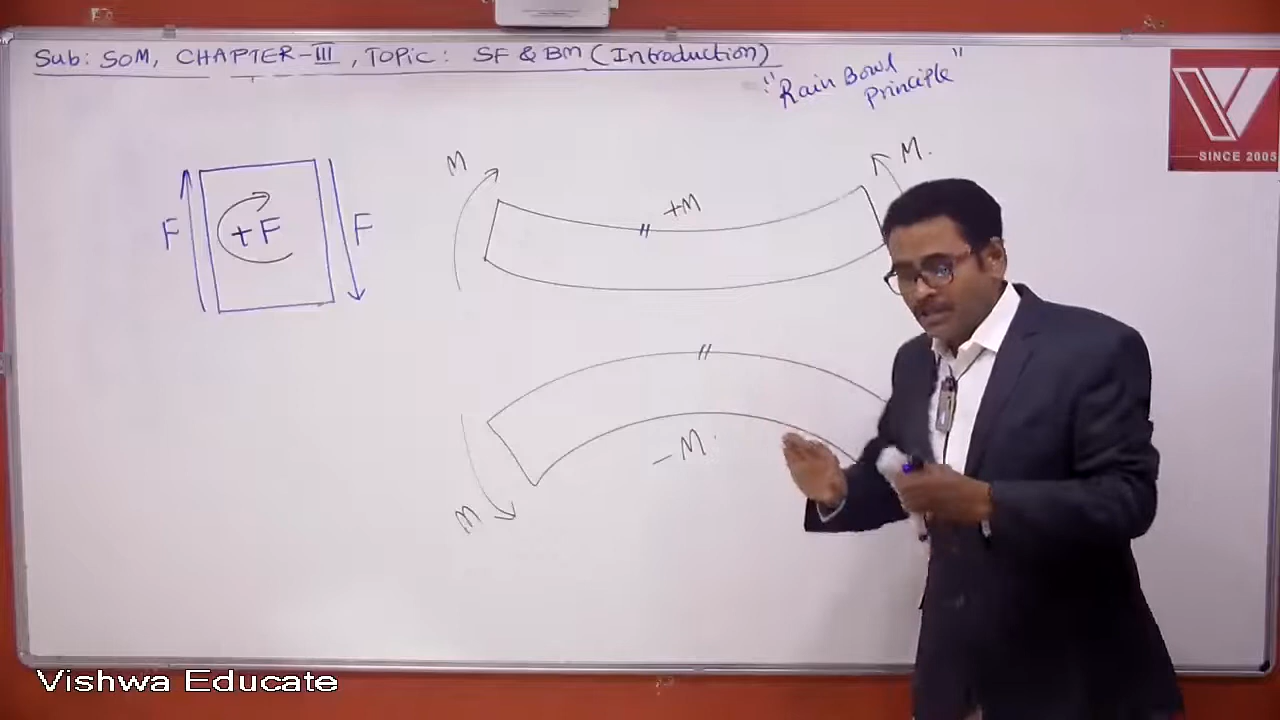 Sub: SOM, CHAPTER-III, TOPIC: SF & BM (Introduction)
"Rain Bowl
Principle"
SINCE 2005
M
M.
+M
F
+F
F
-M
M
Vishwa Educate